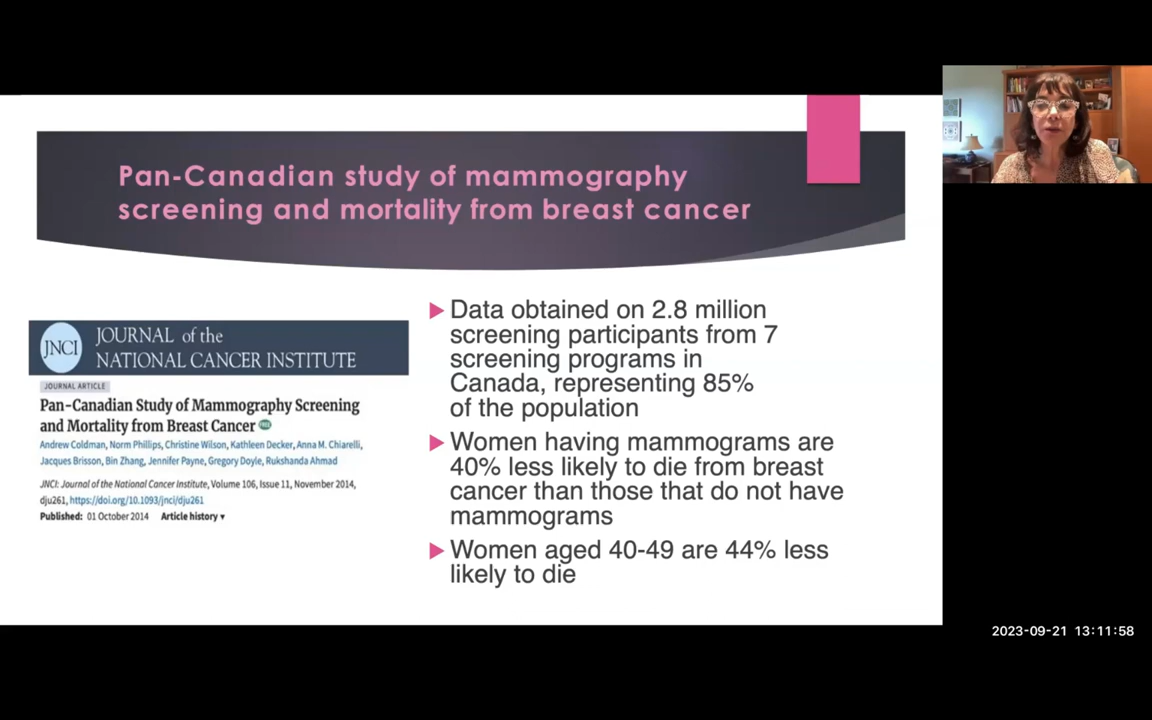 Pan-Canadian study of mammography
screening and mortality from breast cancer
JNCI
JOURNAL of the
NATIONAL CANCER INSTITUTE
JOURNAL ARTICLE
Pan-Canadian Study of Mammography Screening
and Mortality from Breast Cancer FREE
Andrew Coldman, Norm Phillips, Christine Wilson, Kathleen Decker, Anna M. Chiarelli,
Jacques Brisson, Bin Zhang, Jennifer Payne, Gregory Doyle, Rukshanda Ahmad
JNCI: Journal of the National Cancer Institute, Volume 106, Issue 11, November 2014,
dju261, https://doi.org/10.1093/jnci/dju261
Published: 01 October 2014 Article history ▾
Data obtained on 2.8 million
screening participants from 7
screening programs in
Canada, representing 85%
of the population
Women having mammograms are
40% less likely to die from breast
cancer than those that do not have
mammograms
Women aged 40-49 are 44% less
likely to die
2023-09-21 13:11:58